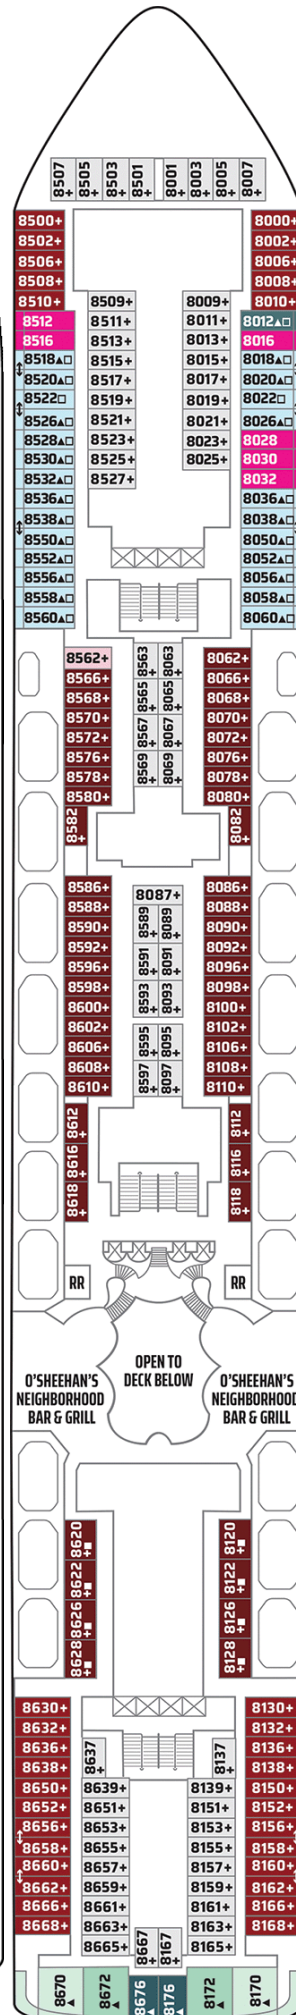 8507+ 8505+ 8503+ 8501+ 8001+ 8003+ 8005+ 8007+
8500+ 8000+
8502+ 8002+
8506+ 8006+
8508+ 8008+
8510+ 8509+ 8009+ 8010+
8512 8511+ 8011+ 8012▲□
8516 8513+ 8013+ 8016
8518▲□ 8515+ 8015+ 8018▲□
8520▲□ 8517+ 8017+ 8020▲□
8522□ 8519+ 8019+ 8022□
8526▲□ 8521+ 8021+ 8026▲□
8528▲□ 8523+ 8023+ 8028
8530▲□ 8525+ 8025+ 8030
8532▲□ 8527+ 8032
8536▲□ 8036▲□
8538▲□ 8038▲□
8550▲□ 8050▲□
8552▲□ 8052▲□
8556▲□ 8056▲□
8558▲□ 8058▲□
8560▲□ 8060▲□
8562+ 8563+ 8063+ 8062+
8566+ 8066+
8568+ 8565+ 8065+ 8068+
8570+ 8070+
8572+ 8567+ 8067+ 8072+
8576+ 8076+
8578+ 8569+ 8069+ 8078+
8580+ 8080+
8582+ 8082+
8586+ 8087+ 8086+
8588+ 8589+ 8089+ 8088+
8590+ 8090+
8592+ 8591+ 8091+ 8092+
8596+ 8096+
8598+ 8593+ 8093+ 8098+
8600+ 8100+
8602+ 8595+ 8095+ 8102+
8606+ 8106+
8608+ 8597+ 8097+ 8108+
8610+ 8110+
8612+ 8112+
8616+ 8116+
8618+ 8118+
RR RR
OPEN TO
DECK BELOW
O'SHEEHAN'S
NEIGHBORHOOD
BAR & GRILL
O'SHEEHAN'S
NEIGHBORHOOD
BAR & GRILL
8620+■ 8120+■
8622+■ 8122+■
8626+■ 8126+■
8628+■ 8128+■
8630+ 8130+
8632+ 8132+
8636+ 8637+ 8137+ 8136+
8638+ 8138+
8650+ 8639+ 8139+ 8150+
8652+ 8651+ 8151+ 8152+
8656+ 8653+ 8153+ 8156+
8658+ 8655+ 8155+ 8158+
8660+ 8657+ 8157+ 8160+
8662+ 8659+ 8159+ 8162+
8666+ 8661+ 8161+ 8166+
8668+ 8663+ 8163+ 8168+
8665+ 8667+ 8167+ 8165+
8670▲ 8672▲ 8676▲ 8176▲ 8172▲ 8170▲